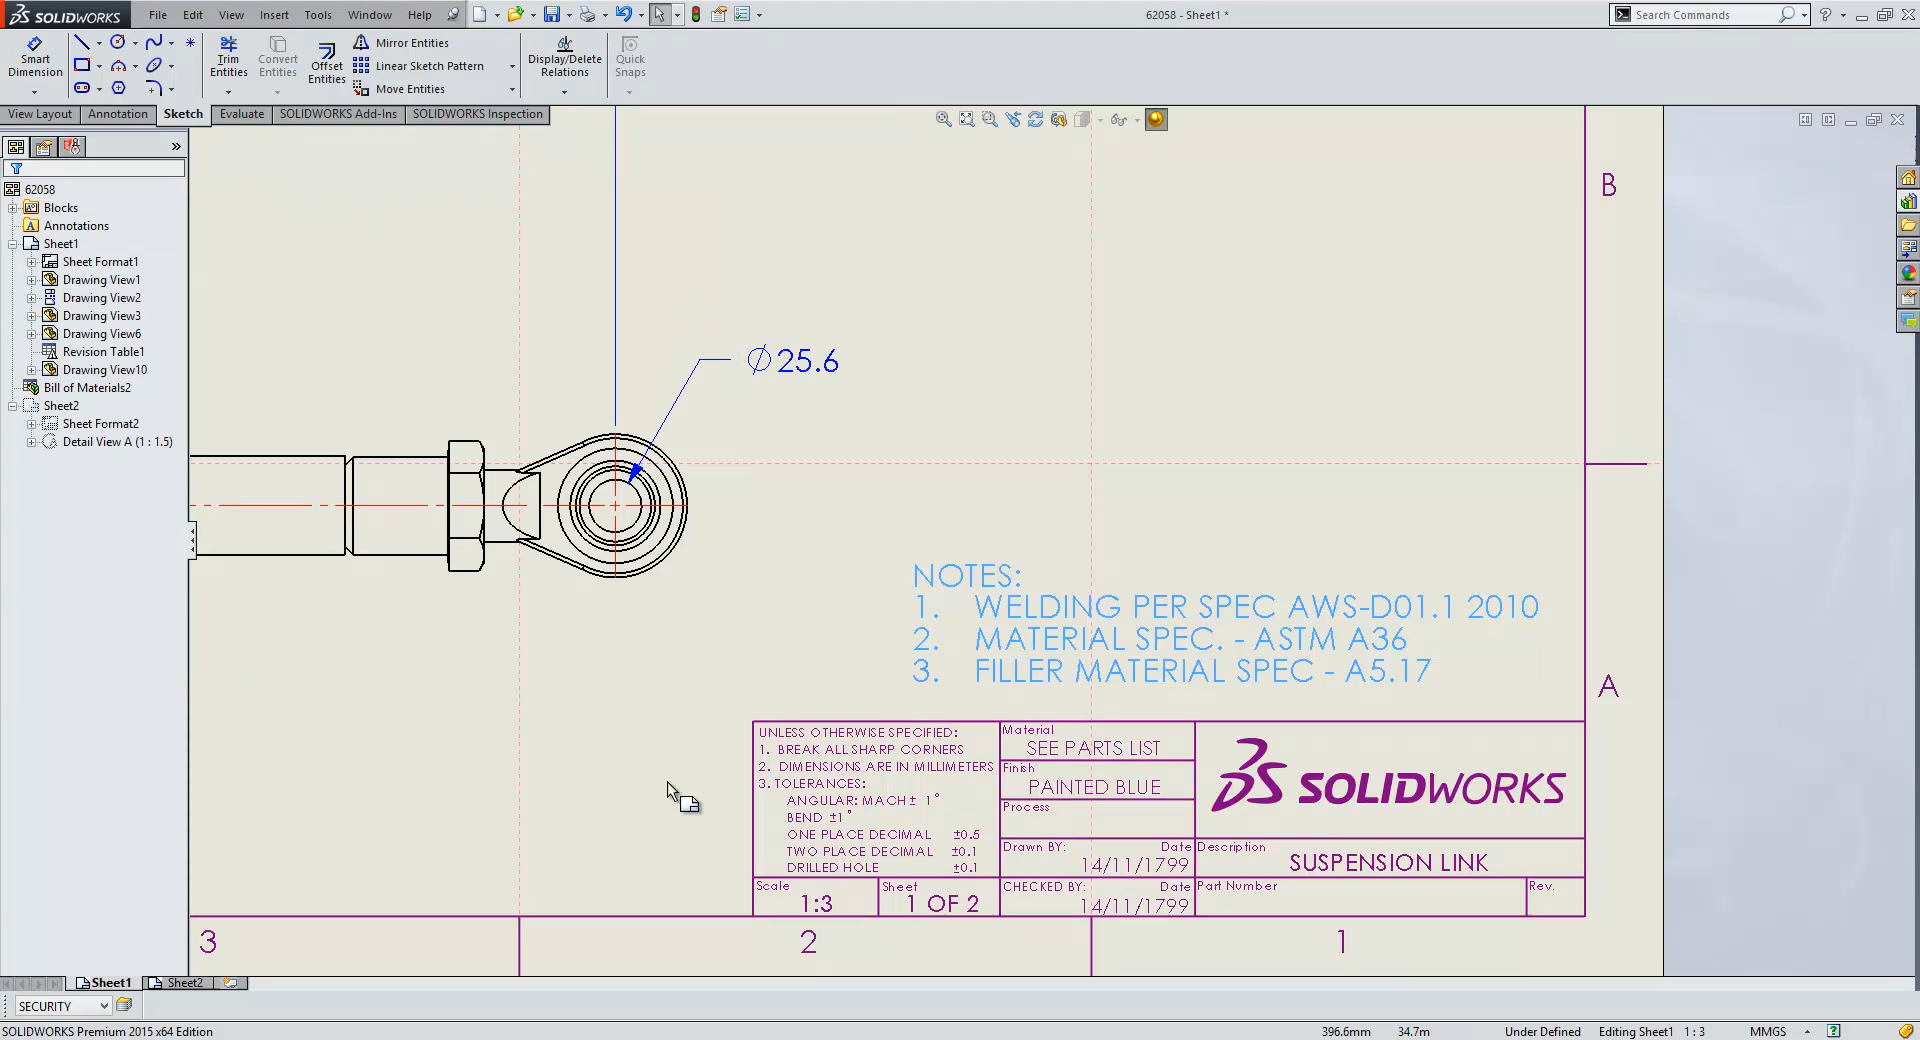 SOLIDWORKS
File Edit View Insert Tools Window Help
62058 - Sheet1 *
Search Commands
Smart Dimension
Trim Entities
Convert Entities
Offset Entities
Mirror Entities
Linear Sketch Pattern
Move Entities
Display/Delete Relations
Quick Snaps
View Layout Annotation Sketch Evaluate SOLIDWORKS Add-Ins SOLIDWORKS Inspection
62058
Blocks
Annotations
Sheet1
Sheet Format1
Drawing View1
Drawing View2
Drawing View3
Drawing View6
Revision Table1
Drawing View10
Bill of Materials2
Sheet2
Sheet Format2
Detail View A (1 : 1.5)
B
∅25.6
NOTES:
1. WELDING PER SPEC AWS-D01.1 2010
2. MATERIAL SPEC. - ASTM A36
3. FILLER MATERIAL SPEC - A5.17
A
UNLESS OTHERWISE SPECIFIED:
1. BREAK ALL SHARP CORNERS
2. DIMENSIONS ARE IN MILLIMETERS
3. TOLERANCES:
ANGULAR: MACH± 1°
BEND ±1°
ONE PLACE DECIMAL ±0.5
TWO PLACE DECIMAL ±0.1
DRILLED HOLE ±0.1
Material
SEE PARTS LIST
Finish
PAINTED BLUE
Process
SOLIDWORKS
Drawn BY: Date
14/11/1799
Description
SUSPENSION LINK
Scale
1:3
Sheet
1 OF 2
CHECKED BY: Date
14/11/1799
Part Number
Rev.
3 2 1
Sheet1 Sheet2
SECURITY
SOLIDWORKS Premium 2015 x64 Edition
396.6mm 34.7m Under Defined Editing Sheet1 1 : 3 MMGS